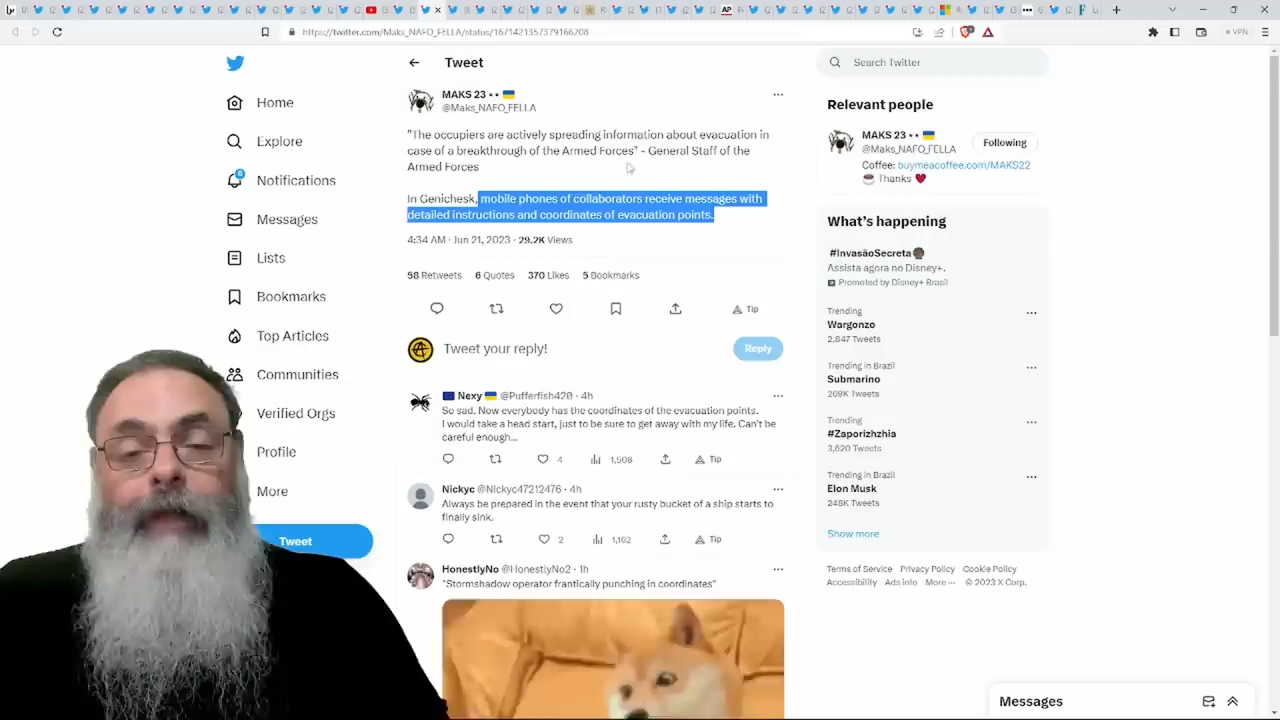 https://twitter.com/Maks_NAFO_FELLA/status/1671421357379166208
VPN
Home
Explore
6
Notifications
Messages
Lists
Bookmarks
Top Articles
Communities
Verified Orgs
Profile
More
Tweet
Tweet
MAKS 23
@Maks_NAFO_FELLA
"The occupiers are actively spreading information about evacuation in
case of a breakthrough of the Armed Forces" - General Staff of the
Armed Forces
In Genichesk, mobile phones of collaborators receive messages with
detailed instructions and coordinates of evacuation points.
4:34 AM · Jun 21, 2023 · 29.2K Views
58 Retweets 6 Quotes 370 Likes 5 Bookmarks
Tip
Tweet your reply!
Reply
Nexy @Pufferfish420 · 4h
So sad. Now everybody has the coordinates of the evacuation points.
I would take a head start, just to be sure to get away with my life. Can't be
careful enough...
4 1,508 Tip
Nickyc @Nickyc47212476 · 4h
Always be prepared in the event that your rusty bucket of a ship starts to
finally sink.
2 1,162 Tip
HonestlyNo @HonestlyNo2 · 1h
"Stormshadow operator frantically punching in coordinates"
Search Twitter
Relevant people
MAKS 23
@Maks_NAFO_FELLA
Following
Coffee: buymeacoffee.com/MAKS22
Thanks
What's happening
#InvasãoSecreta
Assista agora no Disney+.
Promoted by Disney+ Brasil
Trending
Wargonzo
2,847 Tweets
Trending in Brazil
Submarino
269K Tweets
Trending
#Zaporizhzhia
3,620 Tweets
Trending in Brazil
Elon Musk
248K Tweets
Show more
Terms of Service Privacy Policy Cookie Policy
Accessibility Ads info More ··· © 2023 X Corp.
Messages